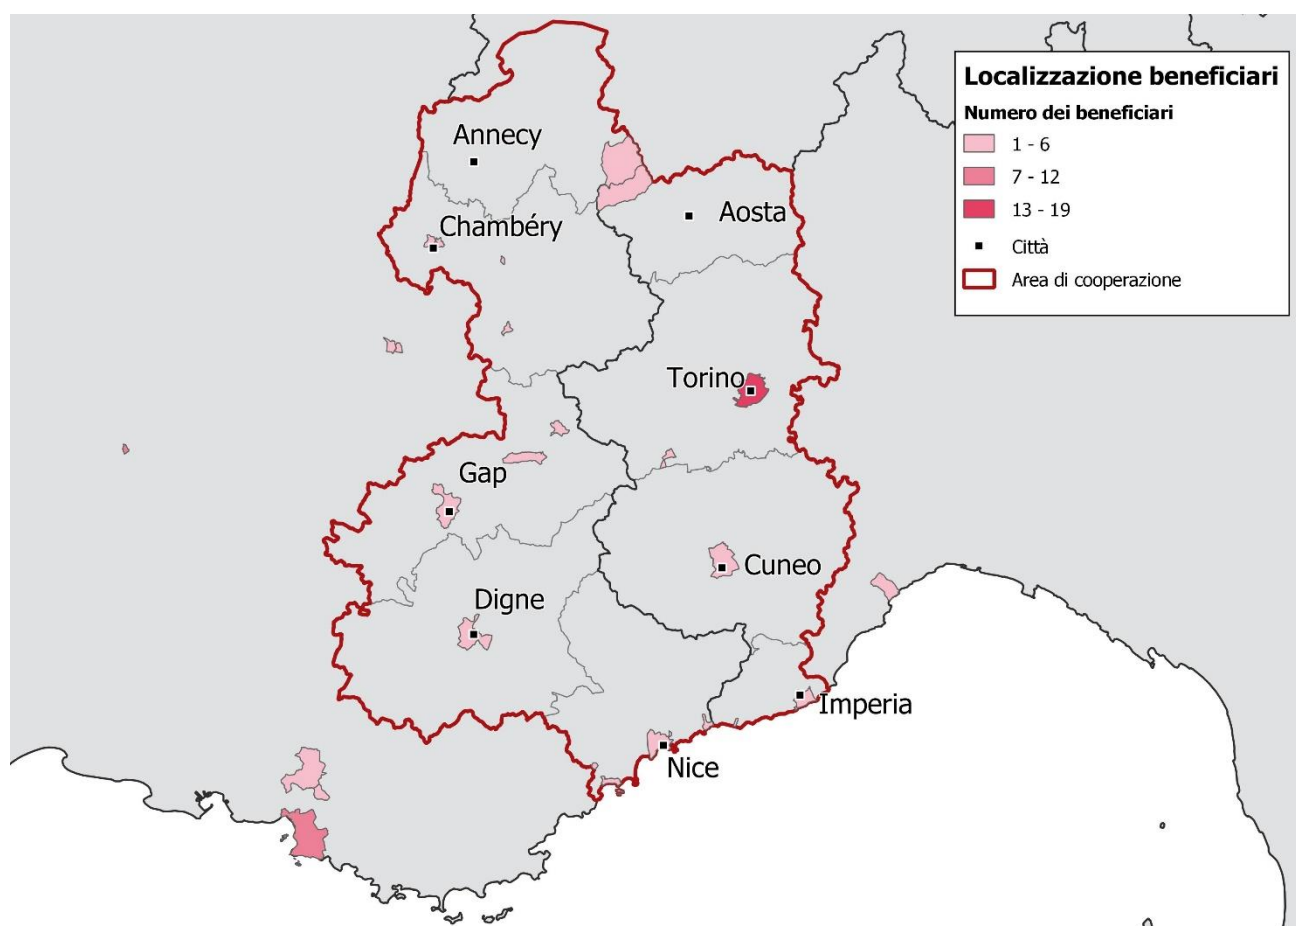 Localizzazione beneficiari
Numero dei beneficiari
1 - 6
7 - 12
13 - 19
Città
Area di cooperazione
Annecy
Aosta
Chambéry
Torino
Gap
Cuneo
Digne
Imperia
Nice